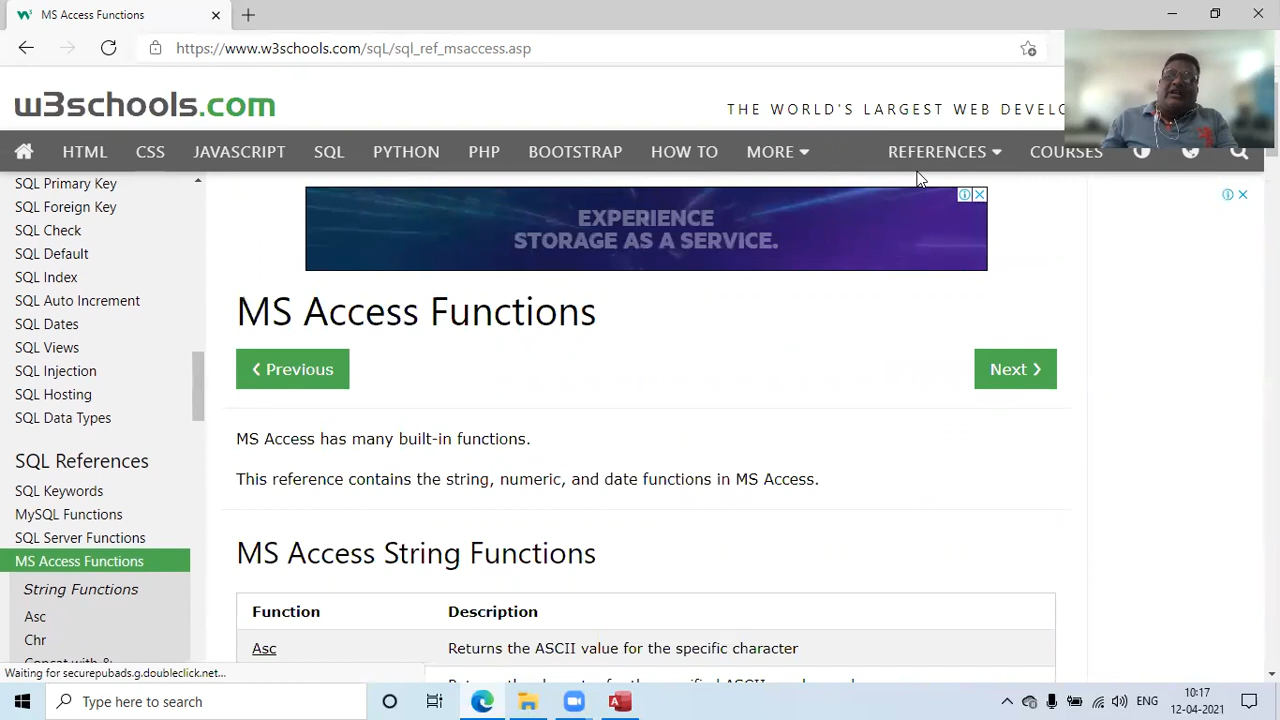 MS Access Functions
https://www.w3schools.com/sqL/sql_ref_msaccess.asp
w3schools.com
THE WORLD'S LARGEST WEB DEVELO
HTML CSS JAVASCRIPT SQL PYTHON PHP BOOTSTRAP HOW TO MORE REFERENCES COURSES
SQL Primary Key
SQL Foreign Key
SQL Check
SQL Default
SQL Index
SQL Auto Increment
SQL Dates
SQL Views
SQL Injection
SQL Hosting
SQL Data Types
SQL References
SQL Keywords
MySQL Functions
SQL Server Functions
MS Access Functions
String Functions
Asc
Chr
Concat with &
EXPERIENCE
STORAGE AS A SERVICE.
MS Access Functions
❮ Previous
Next ❯
MS Access has many built-in functions.
This reference contains the string, numeric, and date functions in MS Access.
MS Access String Functions
Function Description
Asc Returns the ASCII value for the specific character
Waiting for securepubads.g.doubleclick.net...
Type here to search
ENG
10:17
12-04-2021